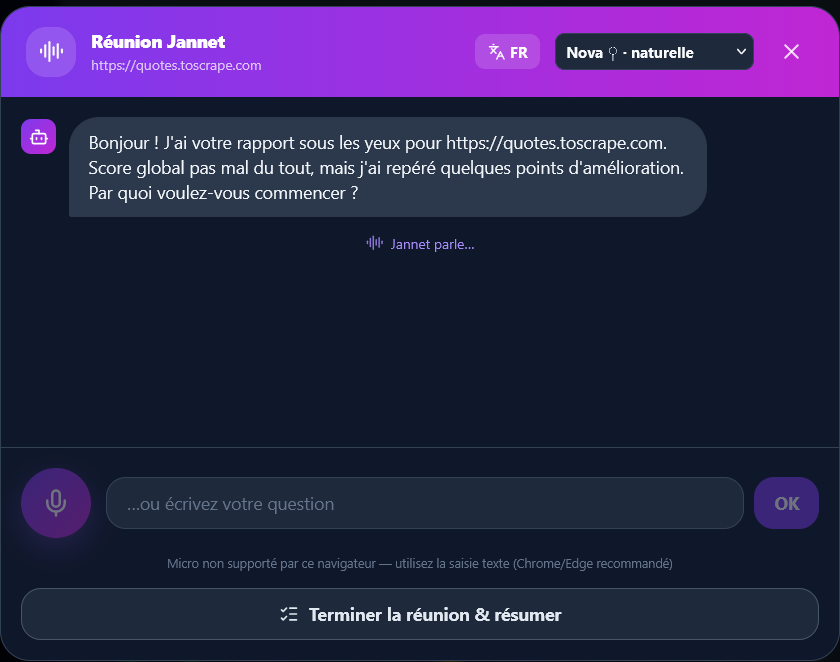 Réunion Jannet
https://quotes.toscrape.com
FR
Nova ♀ · naturelle
Bonjour ! J'ai votre rapport sous les yeux pour https://quotes.toscrape.com.
Score global pas mal du tout, mais j'ai repéré quelques points d'amélioration.
Par quoi voulez-vous commencer ?
Jannet parle...
...ou écrivez votre question
OK
Micro non supporté par ce navigateur — utilisez la saisie texte (Chrome/Edge recommandé)
Terminer la réunion & résumer